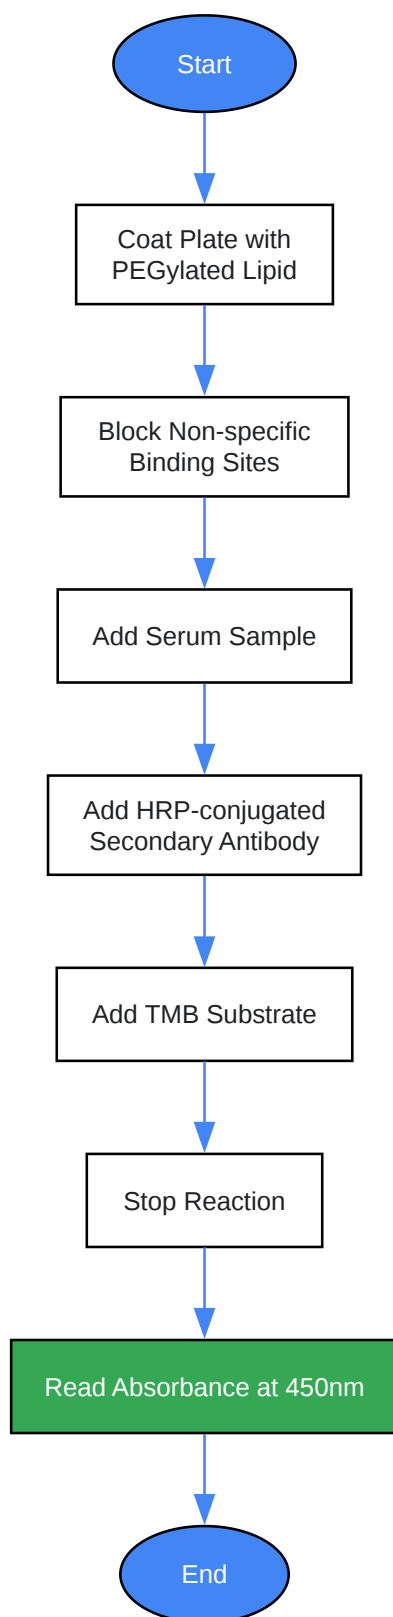 Start
Coat Plate with
PEGylated Lipid
Block Non-specific
Binding Sites
Add Serum Sample
Add HRP-conjugated
Secondary Antibody
Add TMB Substrate
Stop Reaction
Read Absorbance at 450nm
End